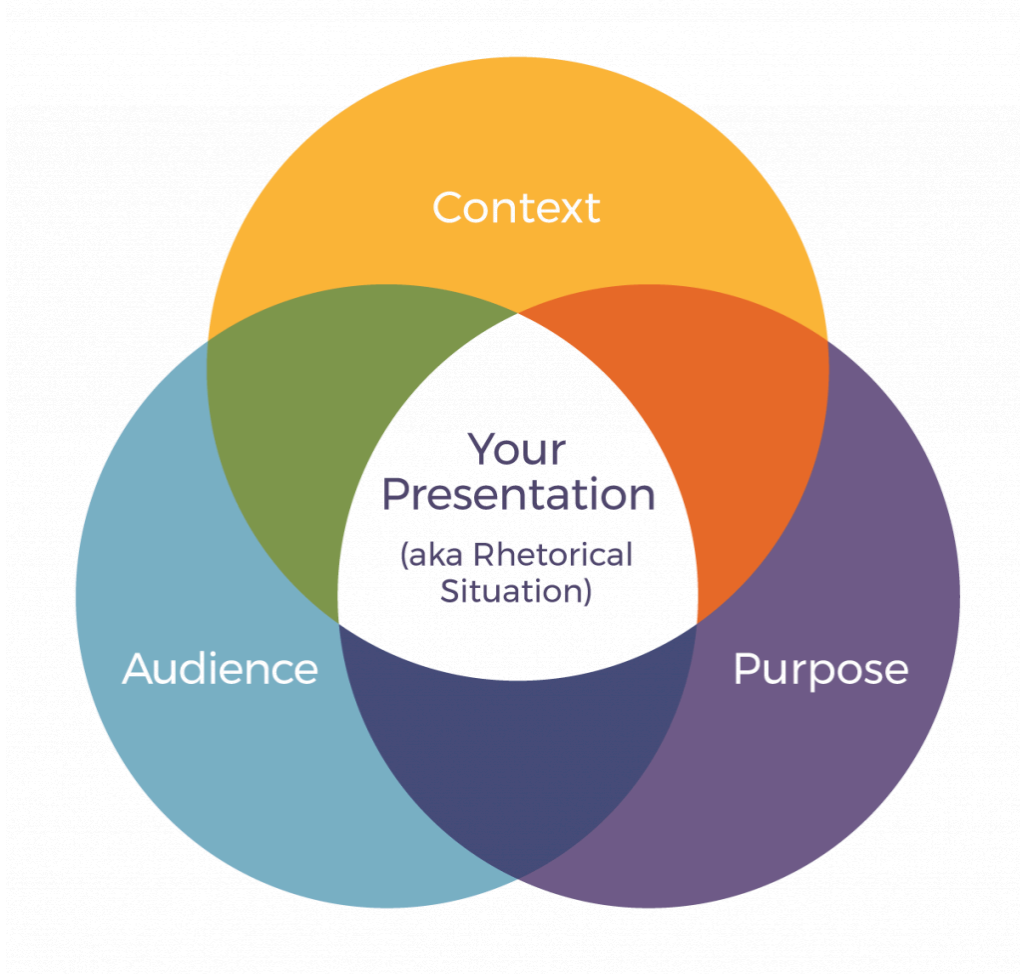 Context
Your
Presentation
(aka Rhetorical
Situation)
Audience
Purpose